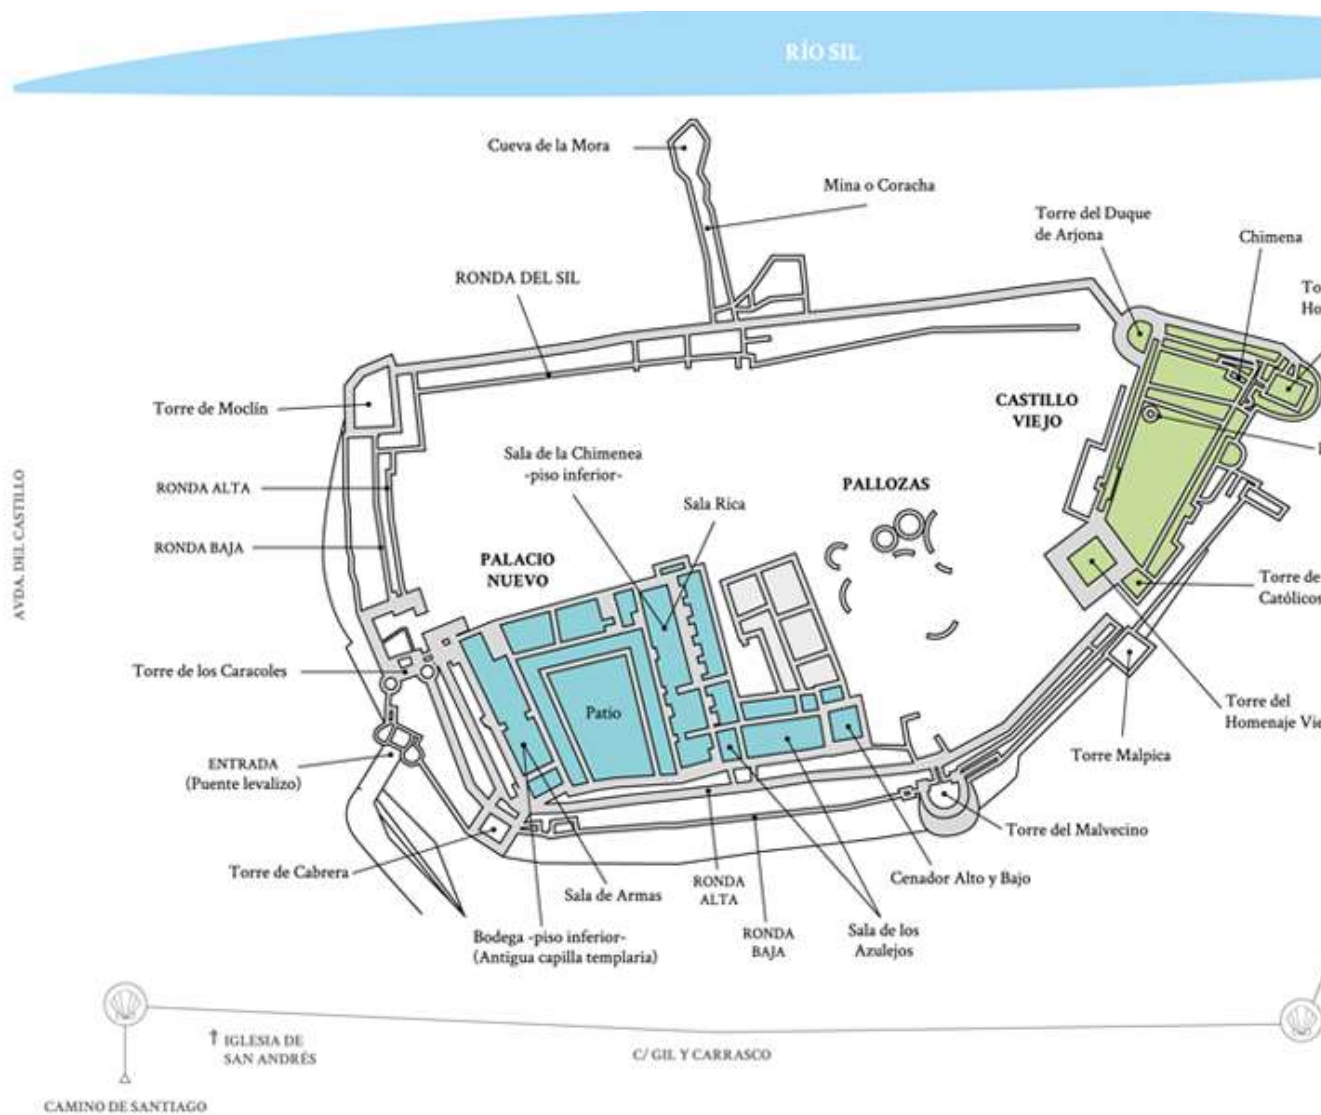 RÍO SIL
Cueva de la Mora
Mina o Coracha
Torre del Duque
de Arjona
Chimena
RONDA DEL SIL
Torre de Moclín
CASTILLO
VIEJO
Sala de la Chimenea
-piso inferior-
RONDA ALTA
Sala Rica
PALLOZAS
AVDA. DEL CASTILLO
RONDA BAJA
PALACIO
NUEVO
Torre de
Católicos
Torre de los Caracoles
Patio
Torre del
Homenaje Vie
ENTRADA
(Puente levalizo)
Torre Malpica
Torre del Malvecino
Torre de Cabrera
Sala de Armas
RONDA
ALTA
Cenador Alto y Bajo
Bodega -piso inferior-
(Antigua capilla templaria)
RONDA
BAJA
Sala de los
Azulejos
IGLESIA DE
SAN ANDRÉS
C/ GIL Y CARRASCO
CAMINO DE SANTIAGO